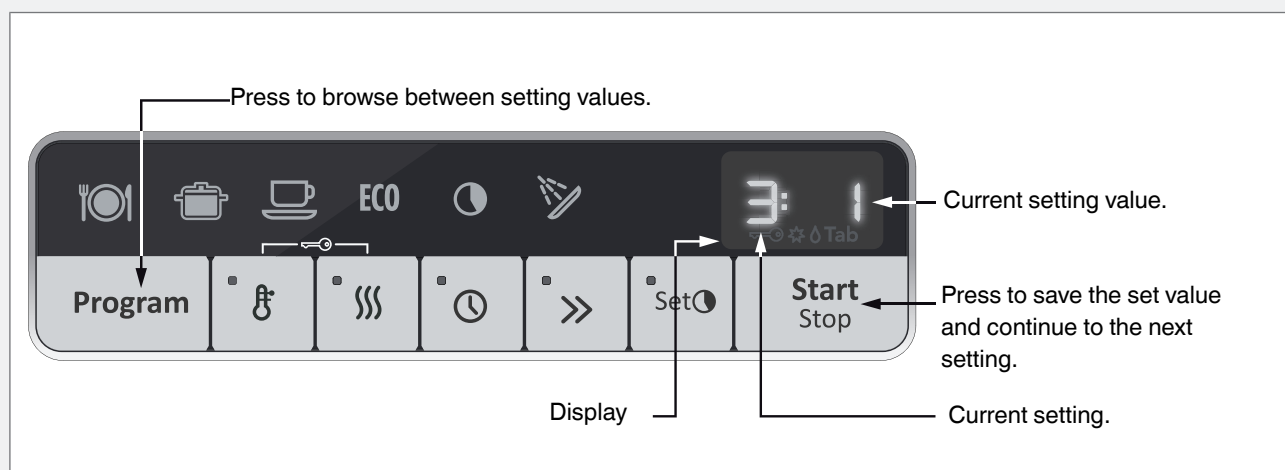 Press to browse between setting values.
ECO
3: 1
Tab
Current setting value.
Program
Set
Start
Stop
Press to save the set value
and continue to the next
setting.
Display
Current setting.